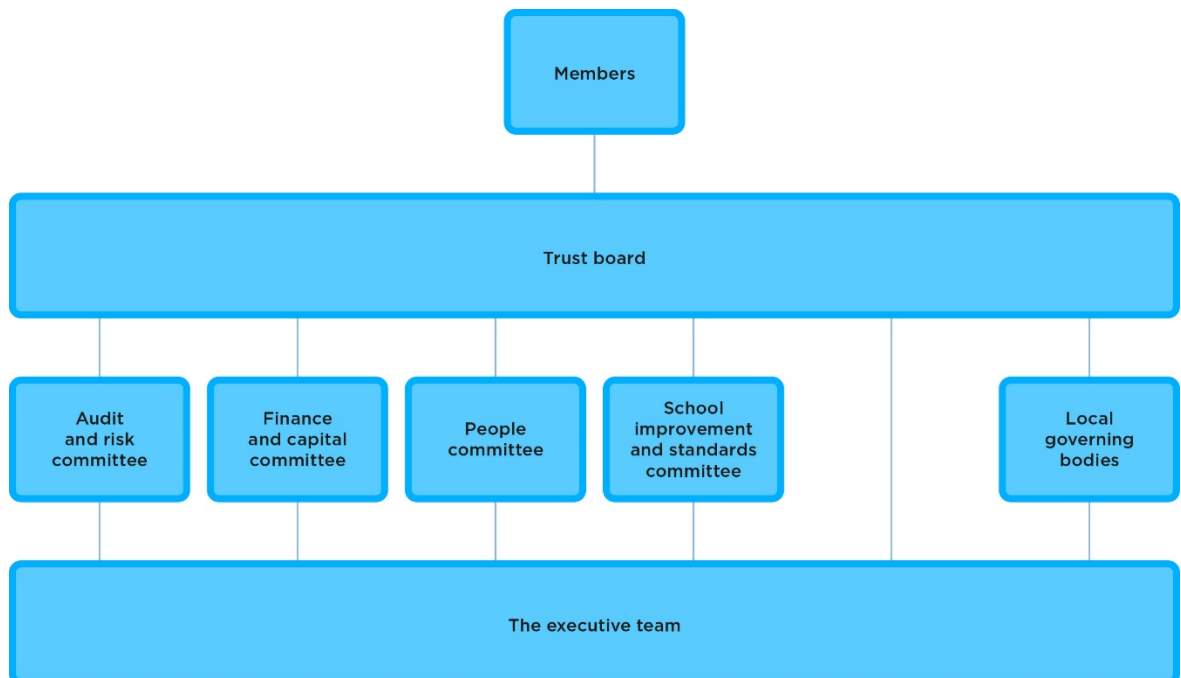 Members
Trust board
Audit
and risk
committee
Finance
and capital
committee
People
committee
School
improvement
and standards
committee
Local
governing
bodies
The executive team